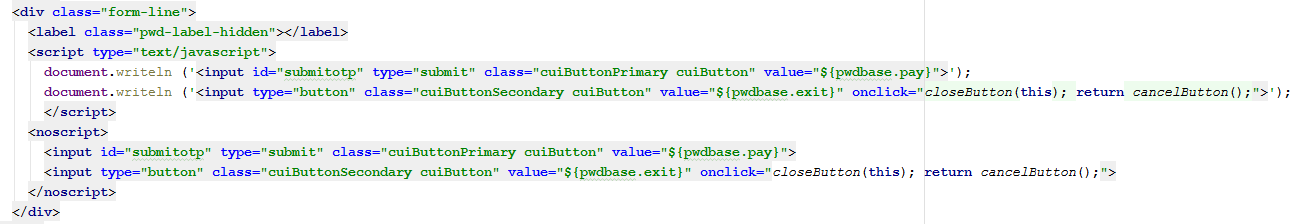 <div class="form-line">
<label class="pwd-label-hidden"></label>
<script type="text/javascript">
document.writeln ('<input id="submitotp" type="submit" class="cuiButtonPrimary cuiButton" value="${pwdbase.pay}">');
document.writeln ('<input type="button" class="cuiButtonSecondary cuiButton" value="${pwdbase.exit}" onclick="closeButton(this); return cancelButton();">');
</script>
<noscript>
<input id="submitotp" type="submit" class="cuiButtonPrimary cuiButton" value="${pwdbase.pay}">
<input type="button" class="cuiButtonSecondary cuiButton" value="${pwdbase.exit}" onclick="closeButton(this); return cancelButton();">
</noscript>
</div>